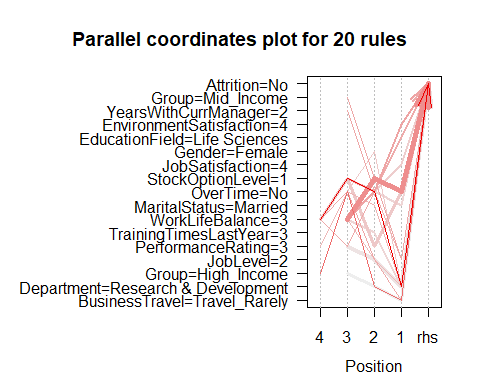 Parallel coordinates plot for 20 rules
Attrition=No
Group=Mid_Income
YearsWithCurrManager=2
EnvironmentSatisfaction=4
EducationField=Life Sciences
Gender=Female
JobSatisfaction=4
StockOptionLevel=1
OverTime=No
MaritalStatus=Married
WorkLifeBalance=3
TrainingTimesLastYear=3
PerformanceRating=3
JobLevel=2
Group=High_Income
Department=Research & Development
BusinessTravel=Travel_Rarely
4 3 2 1 rhs
Position